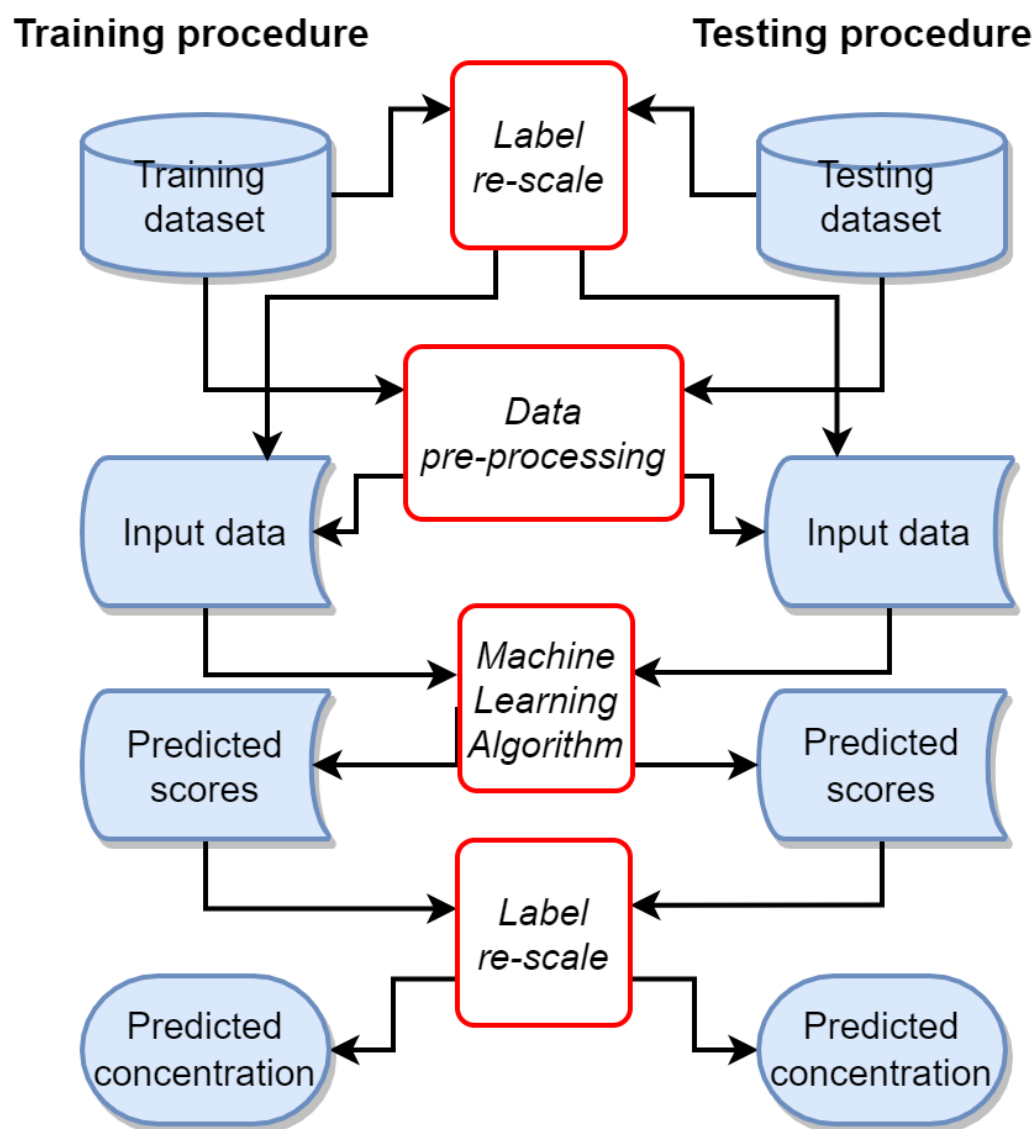 Training procedure
Testing procedure
Label
re-scale
Training
dataset
Testing
dataset
Data
pre-processing
Input data
Input data
Machine
Learning
Algorithm
Predicted
scores
Predicted
scores
Label
re-scale
Predicted
concentration
Predicted
concentration